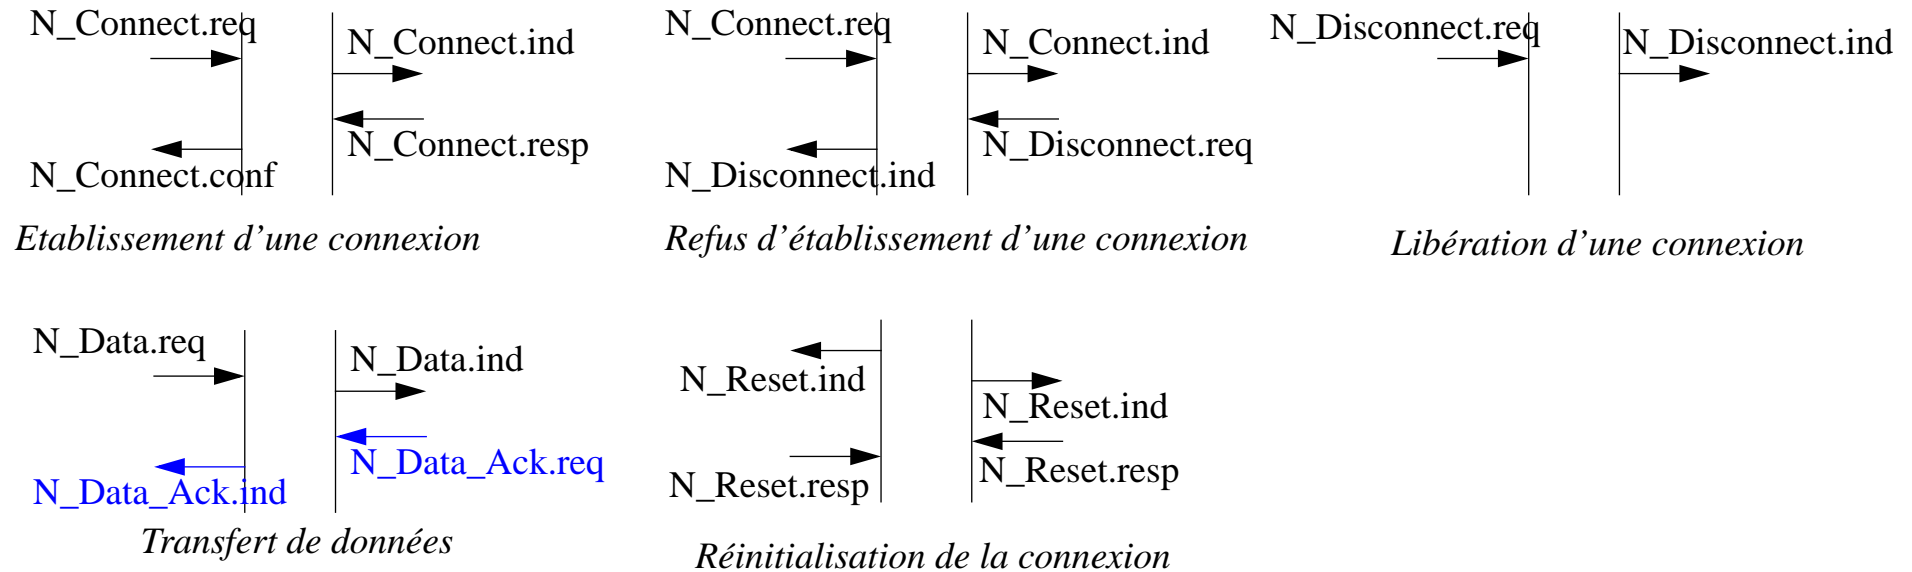 N_Connect.req
N_Connect.ind
N_Connect.resp
N_Connect.conf
Etablissement d’une connexion
N_Connect.req
N_Connect.ind
N_Disconnect.req
N_Disconnect.ind
Refus d’établissement d’une connexion
N_Disconnect.req
N_Disconnect.ind
Libération d’une connexion
N_Data.req
N_Data.ind
N_Data_Ack.req
N_Data_Ack.ind
Transfert de données
N_Reset.ind
N_Reset.ind
N_Reset.resp
N_Reset.resp
Réinitialisation de la connexion